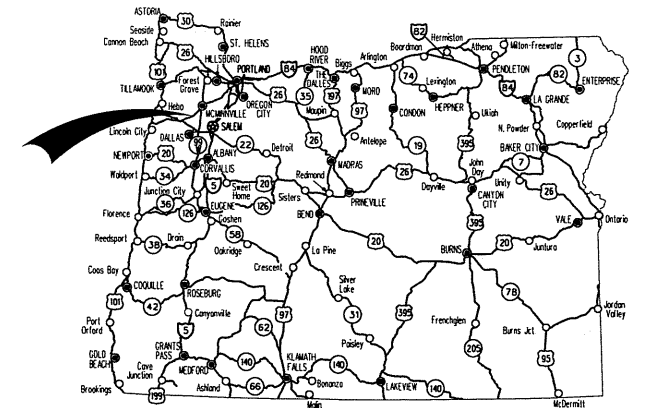 ASTORIA 30 Rainier
Seaside
Cannon Beach 26 ST. HELENS
82 Hermiston Athena Milton-Freewater
Boardman
Arlington
3
HILLSBORO PORTLAND 84 HOOD RIVER Biggs
101 Forest Grove
THE DALLES 74 Lexington PENDLETON 82 ENTERPRISE
TILLAMOOK 26 35 197 MORO 84
Hebo OREGON CITY
MCMINNVILLE Maupin 97 CONDON HEPPNER Ukiah LA GRANDE
Lincoln City SALEM
DALLAS 99 22 Detroit 26 Antelope 395 N. Powder Copperfield
NEWPORT 20 ALBANY 19 BAKER CITY
CORVALLIS MADRAS
Waldport 34 5 Sweet Home 20 Redmond 26 John Day 7
Junction City Sisters Dayville Unity 26
36 126 EUGENE 126 PRINEVILLE CANYON CITY
Florence Goshen BEND VALE Ontario
Reedsport 38 Drain 58 395
Oakridge La Pine 20 BURNS 20 Juntura
Coos Bay Crescent
COQUILLE Silver Lake 78
101 42 ROSEBURG 97 395 Jordan Valley
Canyonville
Port Orford 5 62 31 Frenchglen Burns Jct.
GOLD BEACH GRANTS PASS Paisley 205 95
Cave Junction MEDFORD 140 KLAMATH FALLS 140
Brookings 199 Ashland 66 Bonanza LAKEVIEW 140 McDermitt
Malin